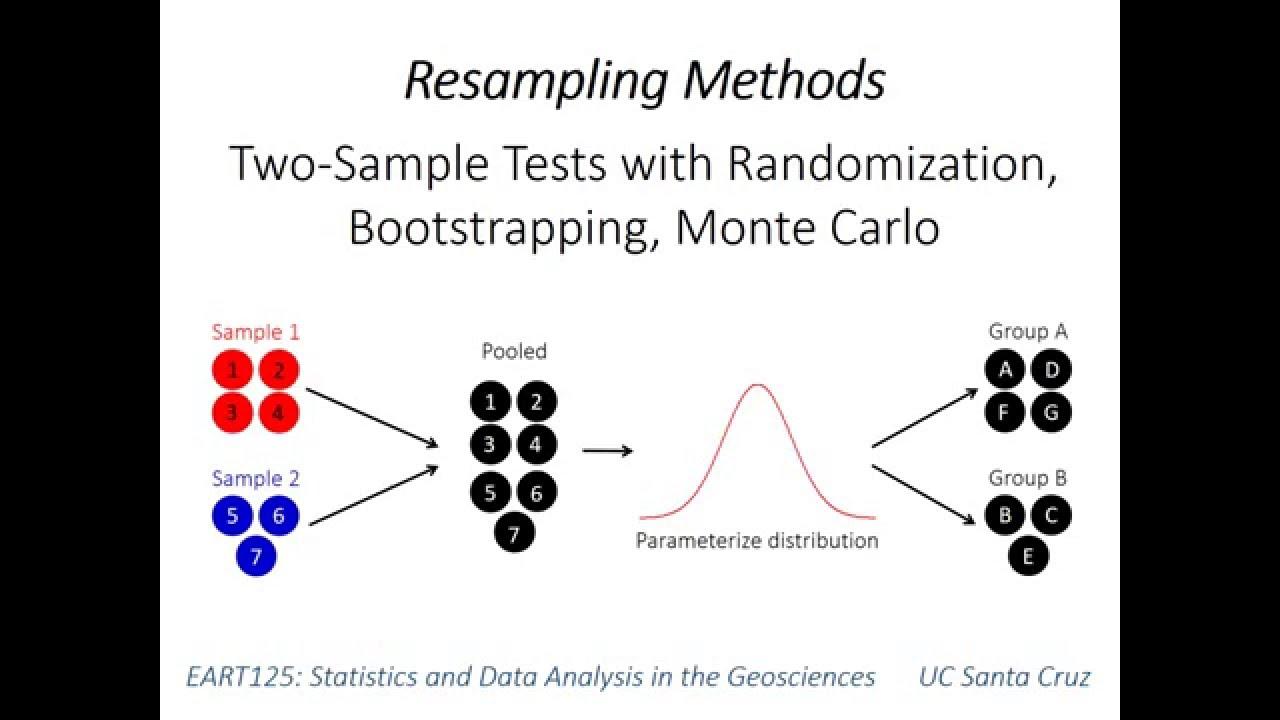 Resampling Methods
Two-Sample Tests with Randomization,
Bootstrapping, Monte Carlo
Sample 1
1 2
3 4
Sample 2
5 6
7
Pooled
1 2
3 4
5 6
7
Parameterize distribution
Group A
A D
F G
Group B
B C
E
EART125: Statistics and Data Analysis in the Geosciences UC Santa Cruz